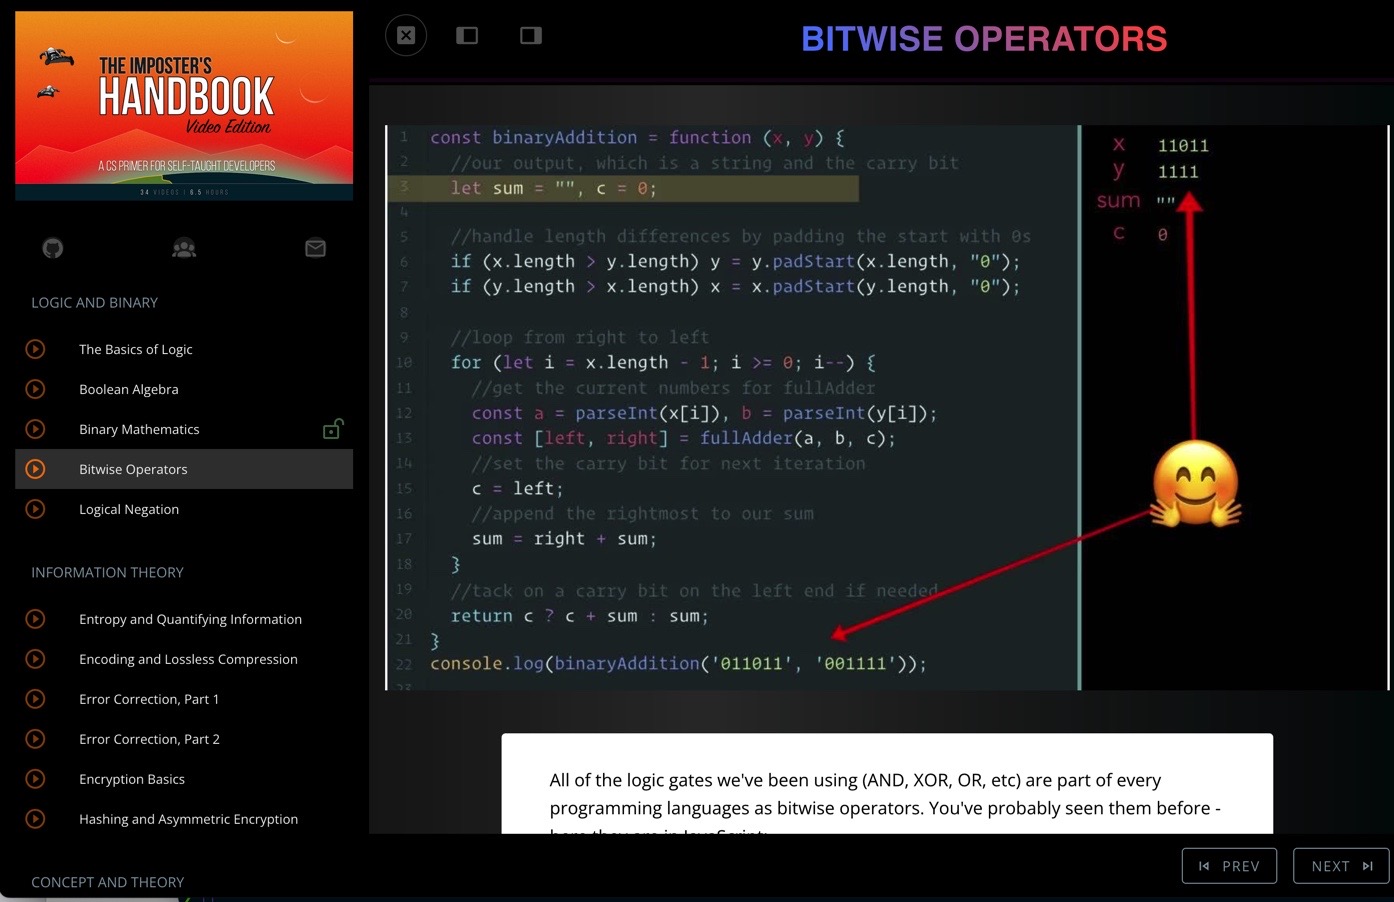 THE IMPOSTER'S
HANDBOOK
Video Edition
A CS PRIMER FOR SELF-TAUGHT DEVELOPERS
34 VIDEOS | 6.5 HOURS
LOGIC AND BINARY
The Basics of Logic
Boolean Algebra
Binary Mathematics
Bitwise Operators
Logical Negation
INFORMATION THEORY
Entropy and Quantifying Information
Encoding and Lossless Compression
Error Correction, Part 1
Error Correction, Part 2
Encryption Basics
Hashing and Asymmetric Encryption
CONCEPT AND THEORY
BITWISE OPERATORS
1 const binaryAddition = function (x, y) {
2 //our output, which is a string and the carry bit
3 let sum = "", c = 0;
4
5 //handle length differences by padding the start with 0s
6 if (x.length > y.length) y = y.padStart(x.length, "0");
7 if (y.length > x.length) x = x.padStart(y.length, "0");
8
9 //loop from right to left
10 for (let i = x.length - 1; i >= 0; i--) {
11 //get the current numbers for fullAdder
12 const a = parseInt(x[i]), b = parseInt(y[i]);
13 const [left, right] = fullAdder(a, b, c);
14 //set the carry bit for next iteration
15 c = left;
16 //append the rightmost to our sum
17 sum = right + sum;
18 }
19 //tack on a carry bit on the left end if needed
20 return c ? c + sum : sum;
21 }
22 console.log(binaryAddition('011011', '001111'));
23
x 11011
y 1111
sum ""
c 0
All of the logic gates we've been using (AND, XOR, OR, etc) are part of every
programming languages as bitwise operators. You've probably seen them before -
here they are in JavaScript:
PREV
NEXT